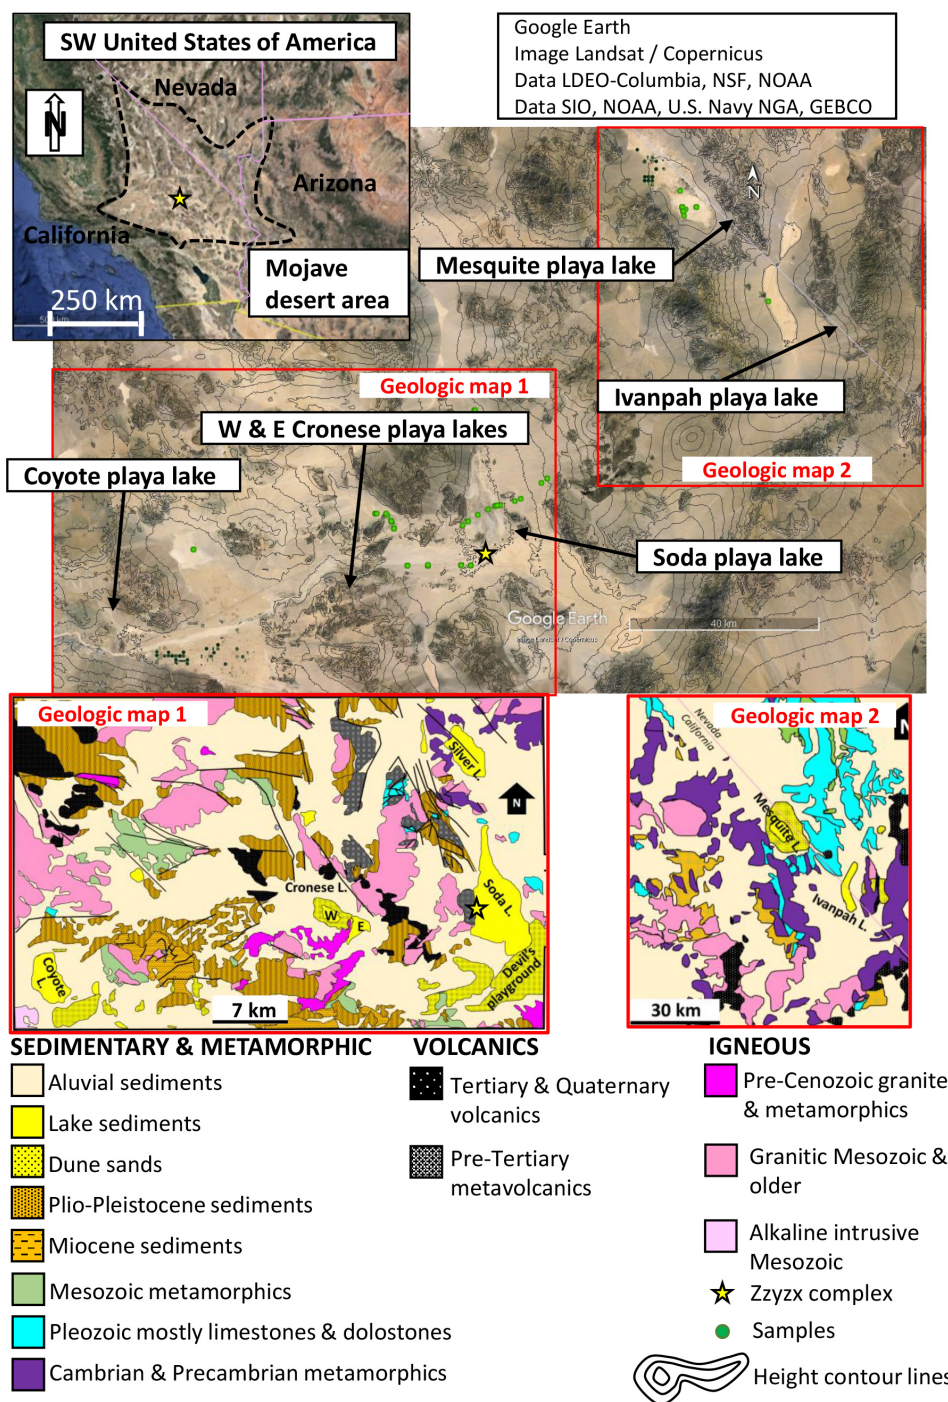 SW United States of America
Nevada
N
Arizona
California
Mojave
desert area
250 km
Google Earth
Image Landsat / Copernicus
Data LDEO-Columbia, NSF, NOAA
Data SIO, NOAA, U.S. Navy NGA, GEBCO
N
Mesquite playa lake
Ivanpah playa lake
Geologic map 1
W & E Cronese playa lakes
Geologic map 2
Coyote playa lake
Soda playa lake
Google Earth
Image Landsat / Copernicus
40 km
Geologic map 1
Silver L.
N
Cronese L.
W
E
Soda L.
Coyote
L.
Devil's
playground
7 km
Geologic map 2
N
Nevada
California
Mesquite L.
Ivanpah L.
30 km
SEDIMENTARY & METAMORPHIC
Aluvial sediments
Lake sediments
Dune sands
Plio-Pleistocene sediments
Miocene sediments
Mesozoic metamorphics
Pleozoic mostly limestones & dolostones
Cambrian & Precambrian metamorphics
VOLCANICS
Tertiary & Quaternary
volcanics
Pre-Tertiary
metavolcanics
IGNEOUS
Pre-Cenozoic granite
& metamorphics
Granitic Mesozoic &
older
Alkaline intrusive
Mesozoic
Zzyzx complex
Samples
Height contour lines